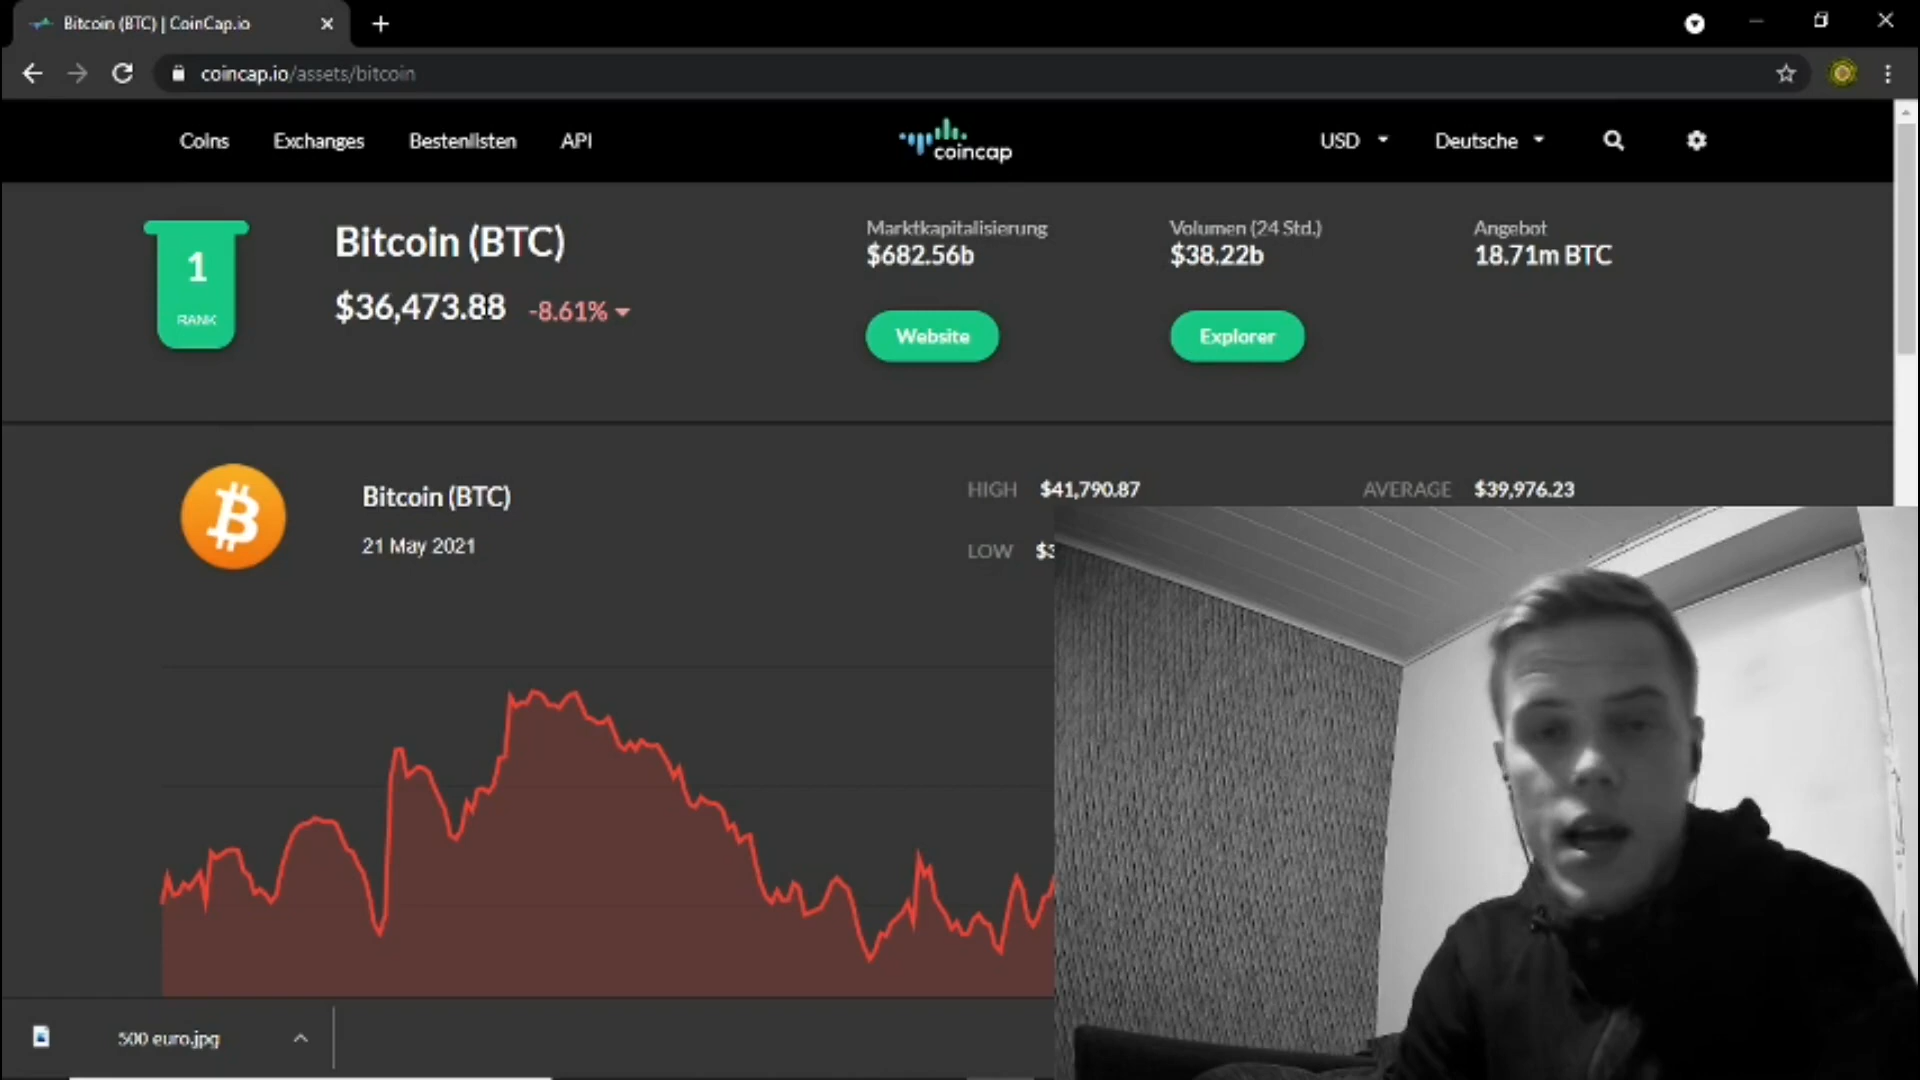 Bitcoin (BTC) | CoinCap.io
coincap.io/assets/bitcoin
Coins Exchanges Bestenlisten API coincap USD Deutsche
1
RANK
Bitcoin (BTC)
$36,473.88 -8.61%
Marktkapitalisierung
$682.56b
Volumen (24 Std.)
$38.22b
Angebot
18.71m BTC
Website
Explorer
Bitcoin (BTC)
21 May 2021
HIGH $41,790.87
AVERAGE $39,976.23
LOW
500 euro.jpg